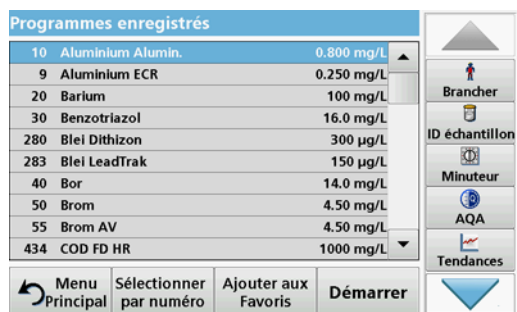 Programmes enregistrés
10 Aluminium Alumin. 0.800 mg/L
9 Aluminium ECR 0.250 mg/L
20 Barium 100 mg/L
30 Benzotriazol 16.0 mg/L
280 Blei Dithizon 300 µg/L
283 Blei LeadTrak 150 µg/L
40 Bor 14.0 mg/L
50 Brom 4.50 mg/L
55 Brom AV 4.50 mg/L
434 COD FD HR 1000 mg/L
Brancher
ID échantillon
Minuteur
AQA
Tendances
Menu
Principal
Sélectionner
par numéro
Ajouter aux
Favoris
Démarrer